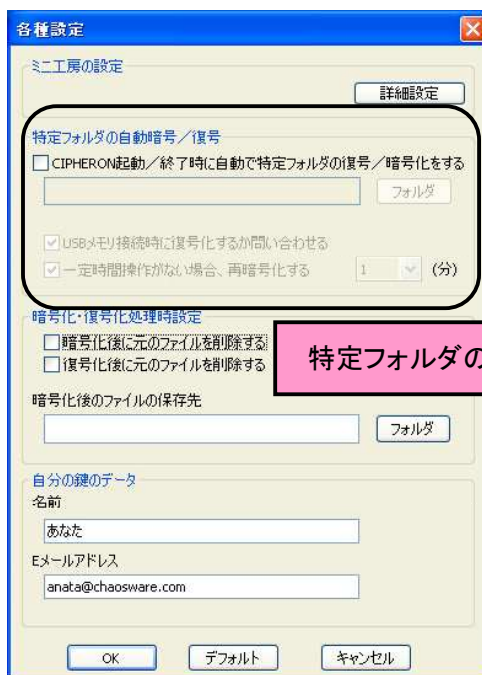 各種設定
ミニ工房の設定
詳細設定
特定フォルダの自動暗号／復号
CIPHERON起動／終了時に自動で特定フォルダの復号／暗号化をする
フォルダ
USBメモリ接続時に復号化するか問い合わせる
一定時間操作がない場合、再暗号化する 1 (分)
暗号化・復号化処理時設定
暗号化後に元のファイルを削除する
復号化後に元のファイルを削除する
特定フォルダの
暗号化後のファイルの保存先
フォルダ
自分の鍵のデータ
名前
あなた
Eメールアドレス
anata@chaosware.com
OK デフォルト キャンセル